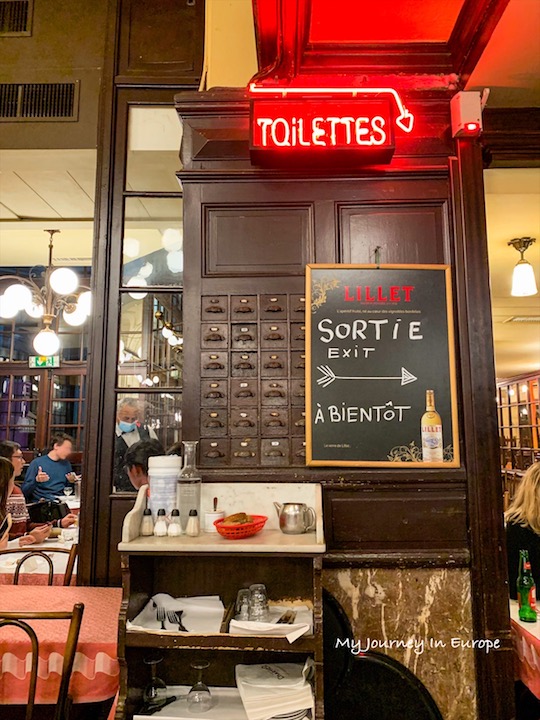 TOiLETTES
LILLET
SORTIE
EXIT
À BIENTÔT
LILLET
My Journey In Europe